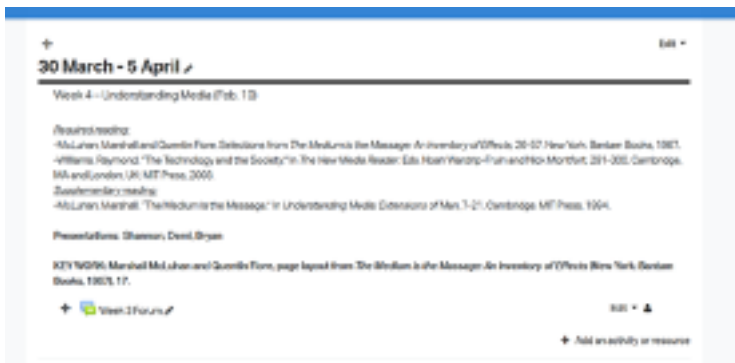 Edit
30 March - 5 April
Week 4 – Understanding Media (Feb. 10)
Required reading:
-McLuhan, Marshall and Quentin Fiore. Selections from The Medium is the Massage: An Inventory of Effects, New York: Bantam Books, 1967.
-Williams, Raymond. "The Technology and the Society." In The New Media Reader. Eds. Noah Wardrip-Fruin and Nick Montfort, 291-300. Cambridge,
MA and London, UK: MIT Press, 2003.
Supplementary reading:
-McLuhan, Marshall. "The Medium is the Message." In Understanding Media: Extensions of Man, 7-21. Cambridge: MIT Press, 1994.
Presentations: Shannon, Demi, Bryan
KEY WORK: Marshall McLuhan and Quentin Fiore, page layout from The Medium is the Massage: An Inventory of Effects (New York: Bantam
Books, 1967), 17.
Week 3 Forum
Edit
Add an activity or resource